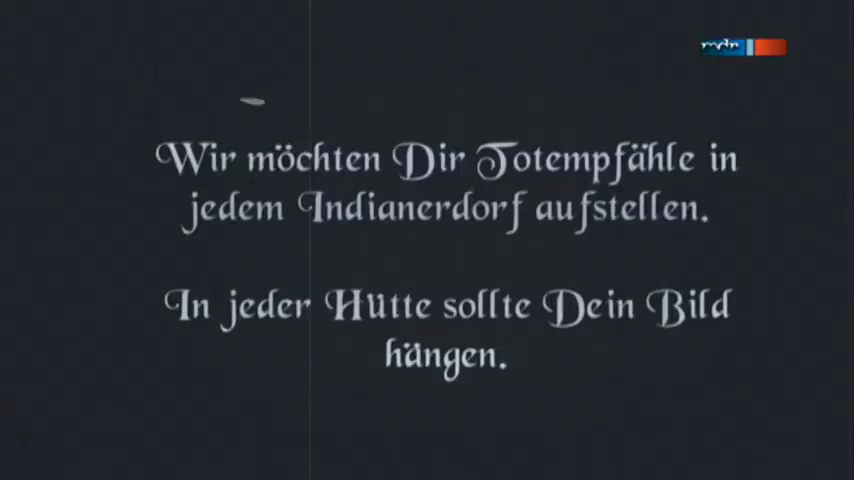 mdr
Wir möchten Dir Totempfähle in
jedem Indianerdorf aufstellen.
In jeder Hütte sollte Dein Bild
hängen.